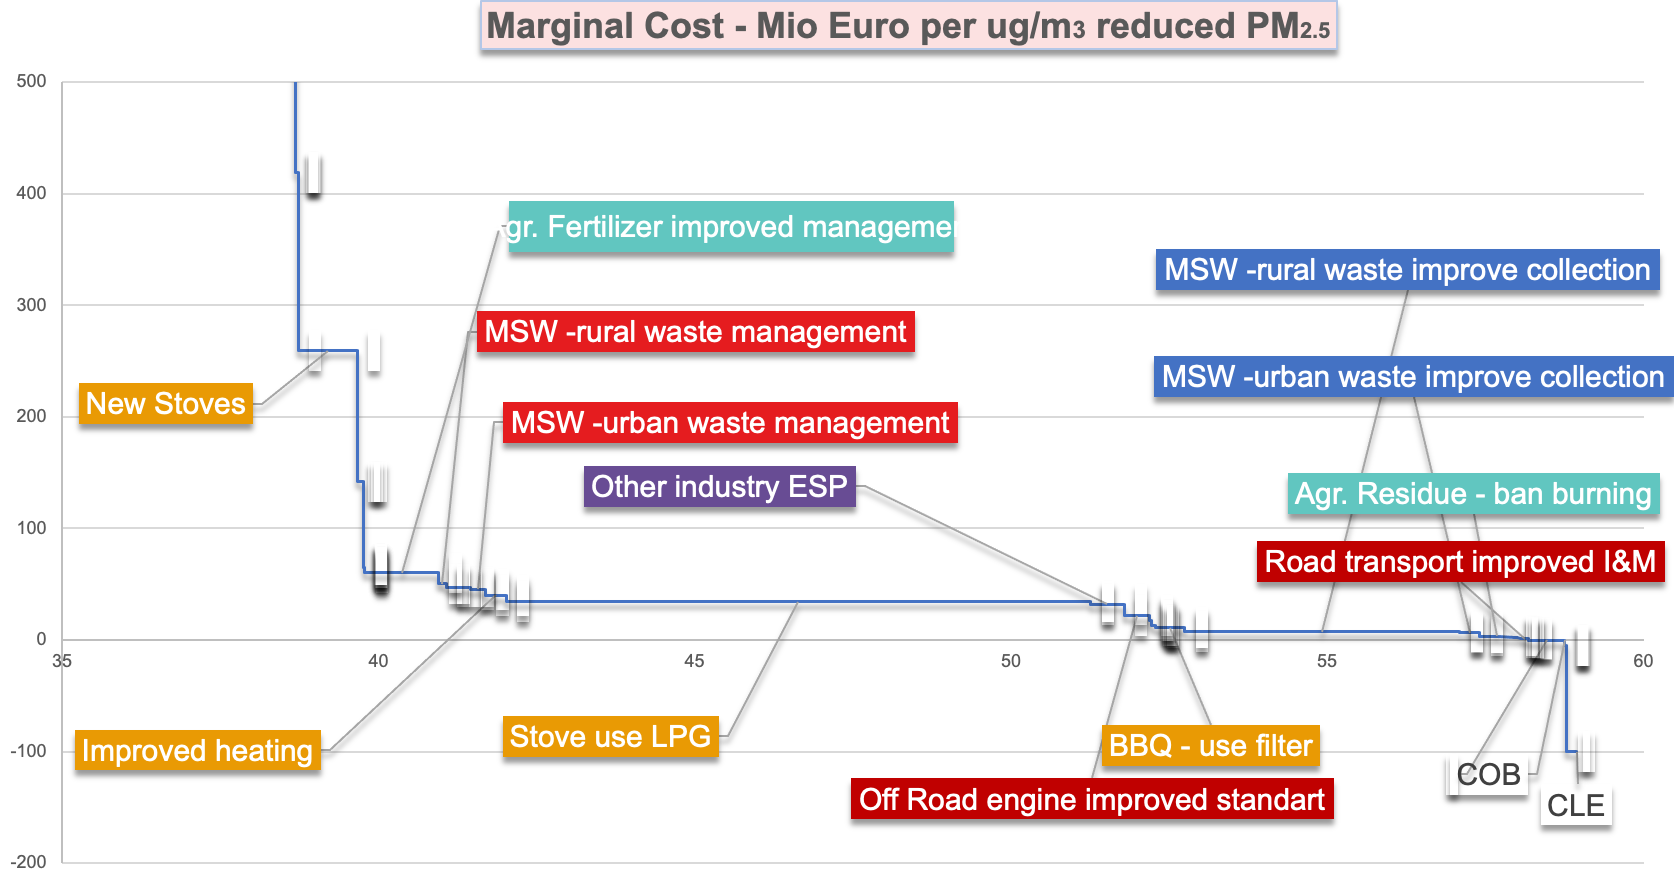 Marginal Cost - Mio Euro per ug/m3 reduced PM2.5
500
400
300
200
100
0
-100
-200
35
40
45
50
55
60
gr. Fertilizer improved manageme
MSW -rural waste improve collection
MSW -rural waste management
MSW -urban waste improve collection
New Stoves
MSW -urban waste management
Other industry ESP
Agr. Residue - ban burning
Road transport improved I&M
Improved heating
Stove use LPG
BBQ - use filter
Off Road engine improved standart
COB
CLE